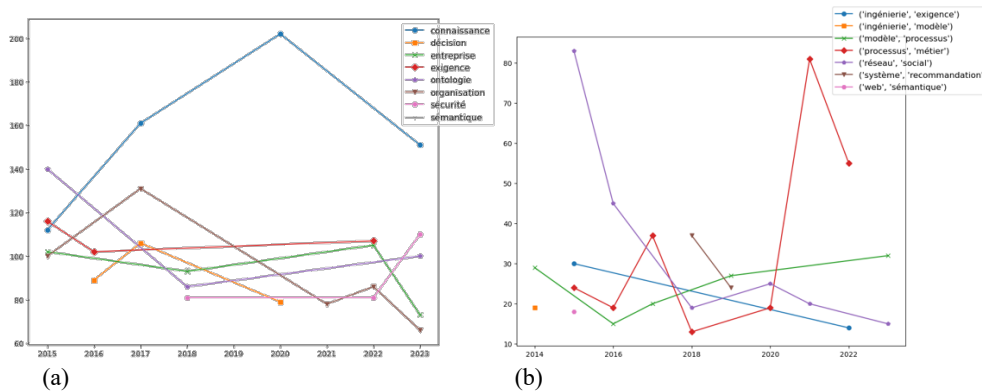 connaissance
décision
entreprise
exigence
ontologie
organisation
sécurité
sémantique
200
180
160
140
120
100
80
60
2015 2016 2017 2018 2019 2020 2021 2022 2023
(a)
('ingénierie', 'exigence')
('ingénierie', 'modèle')
('modèle', 'processus')
('processus', 'métier')
('réseau', 'social')
('système', 'recommandation')
('web', 'sémantique')
80
70
60
50
40
30
20
10
2014 2016 2018 2020 2022
(b)